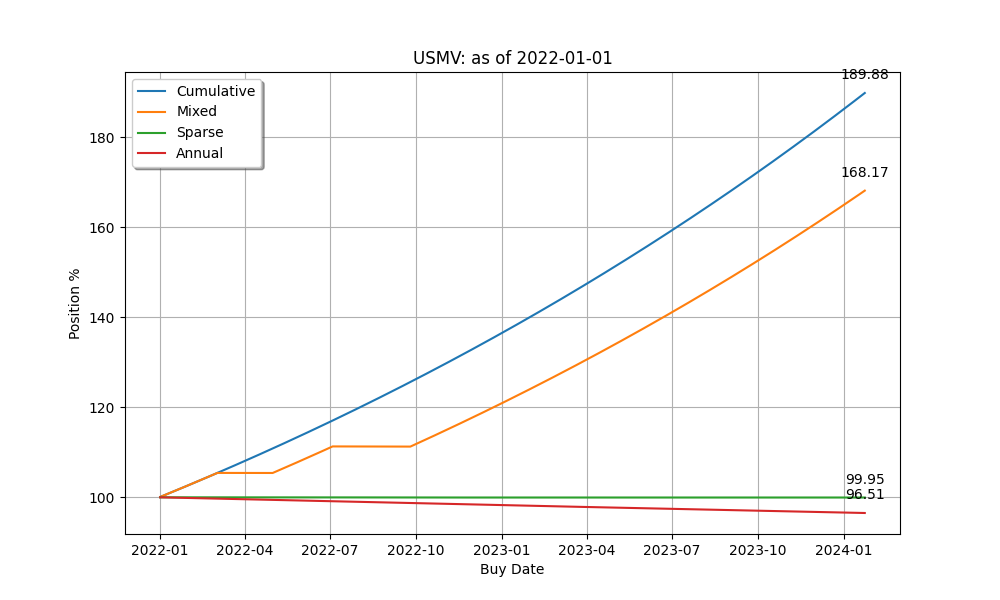 USMV: as of 2022-01-01
Cumulative
Mixed
Sparse
Annual
189.88
168.17
99.95
96.51
Position %
180
160
140
120
100
2022-01 2022-04 2022-07 2022-10 2023-01 2023-04 2023-07 2023-10 2024-01
Buy Date